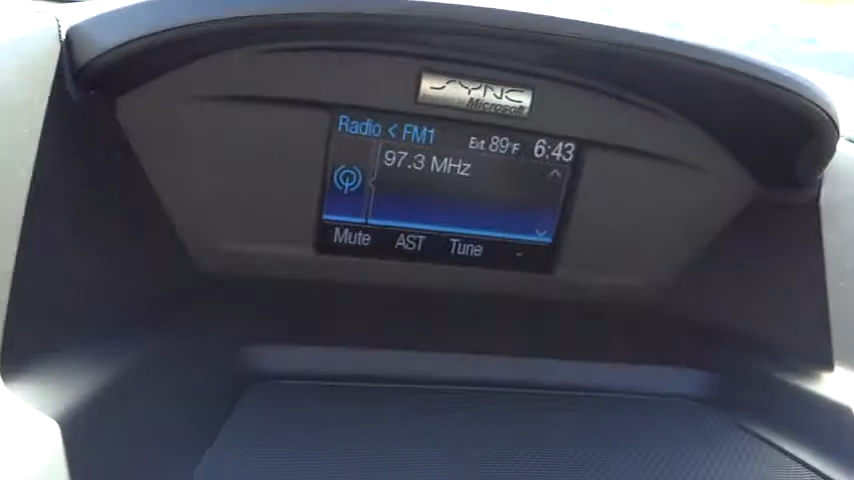 SYNC
Microsoft
Radio < FM1
Ext 89°F 6:43
97.3 MHz
Mute AST Tune -